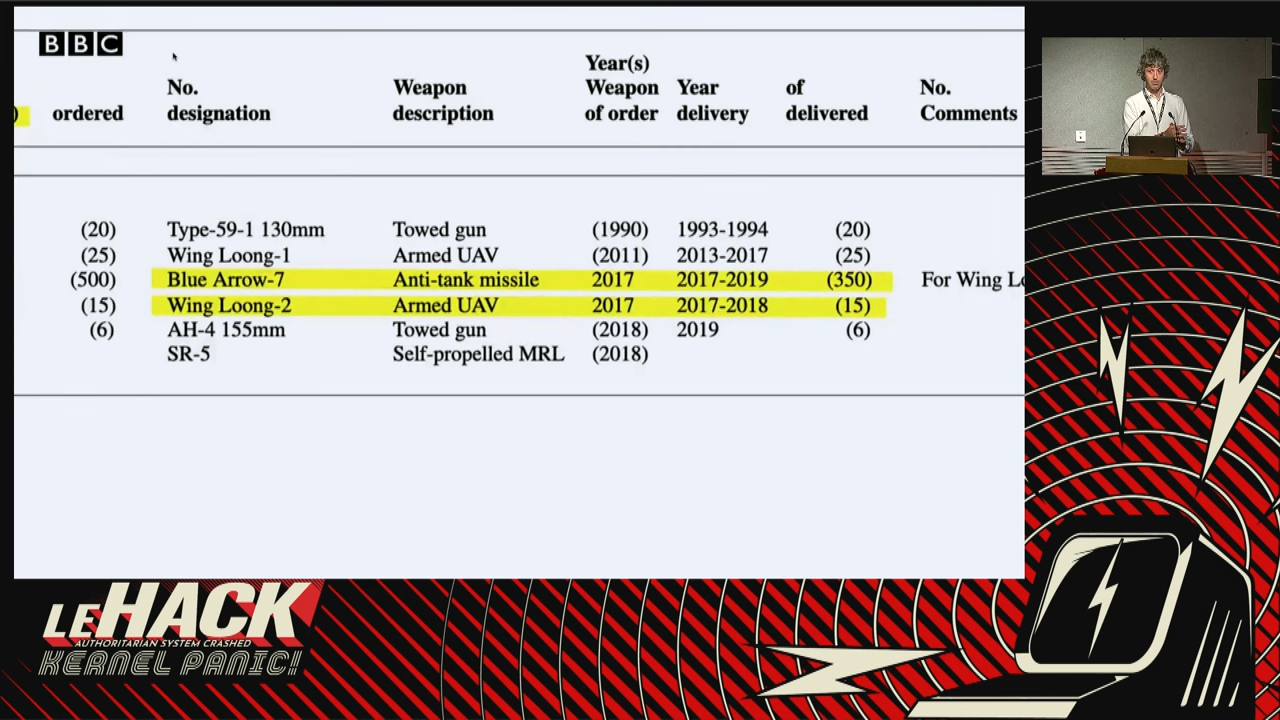 BBC
Year(s)
No. Weapon Weapon Year of No.
) ordered designation description of order delivery delivered Comments
(20) Type-59-1 130mm Towed gun (1990) 1993-1994 (20)
(25) Wing Loong-1 Armed UAV (2011) 2013-2017 (25)
(500) Blue Arrow-7 Anti-tank missile 2017 2017-2019 (350) For Wing Lo
(15) Wing Loong-2 Armed UAV 2017 2017-2018 (15)
(6) AH-4 155mm Towed gun (2018) 2019 (6)
SR-5 Self-propelled MRL (2018)
LEHACK
AUTHORITARIAN SYSTEM CRASHED
KERNEL PANIC!